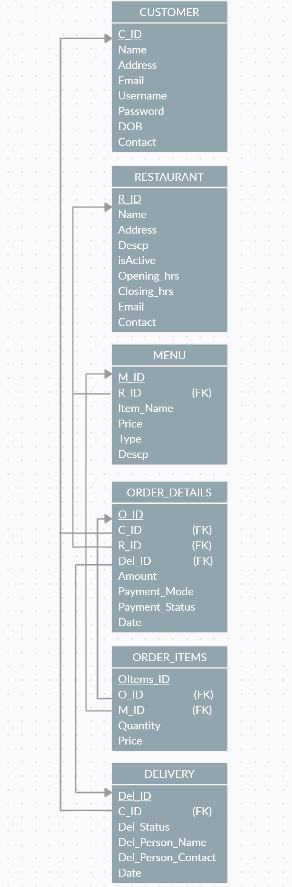 CUSTOMER
C_ID
Name
Address
Email
Username
Password
DOB
Contact
RESTAURANT
R_ID
Name
Address
Descp
isActive
Opening_hrs
Closing_hrs
Email
Contact
MENU
M_ID
R_ID (FK)
Item_Name
Price
Type
Descp
ORDER_DETAILS
O_ID
C_ID (FK)
R_ID (FK)
Del_ID (FK)
Amount
Payment_Mode
Payment_Status
Date
ORDER_ITEMS
OItems_ID
O_ID (FK)
M_ID (FK)
Quantity
Price
DELIVERY
Del_ID
C_ID (FK)
Del_Status
Del_Person_Name
Del_Person_Contact
Date